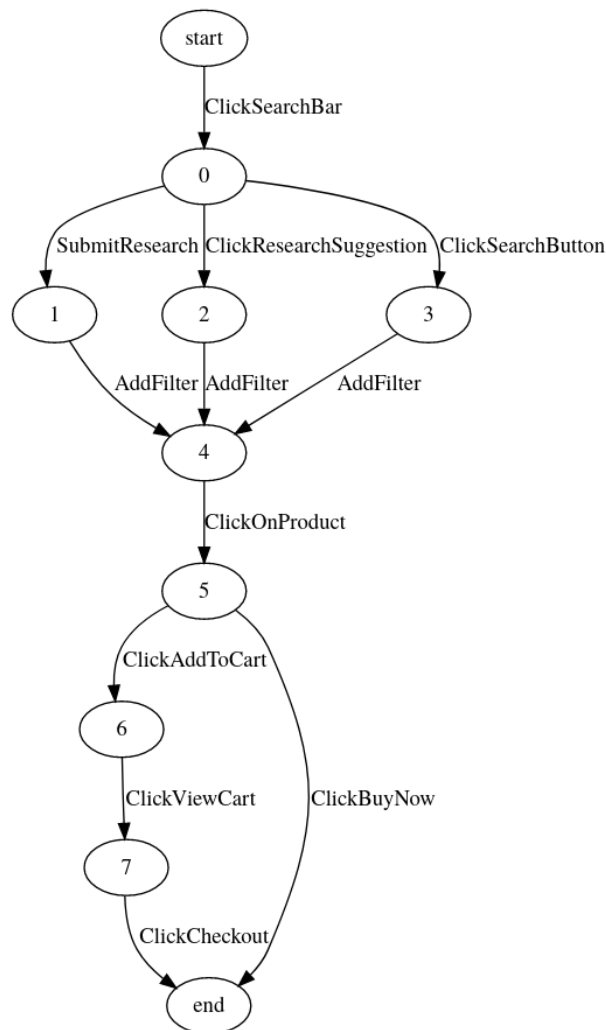 start
ClickSearchBar
0
SubmitResearch ClickResearchSuggestion ClickSearchButton
1 2 3
AddFilter AddFilter AddFilter
4
ClickOnProduct
5
ClickAddToCart
6
ClickViewCart ClickBuyNow
7
ClickCheckout
end